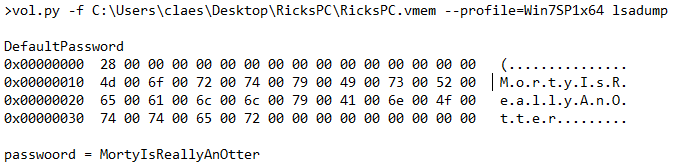 >vol.py -f C:\Users\claes\Desktop\RicksPC\RicksPC.vmem --profile=Win7SP1x64 lsadump
DefaultPassword
0x00000000  28 00 00 00 00 00 00 00 00 00 00 00 00 00 00 00   (...............
0x00000010  4d 00 6f 00 72 00 74 00 79 00 49 00 73 00 52 00   M.o.r.t.y.I.s.R.
0x00000020  65 00 61 00 6c 00 6c 00 79 00 41 00 6e 00 4f 00   e.a.l.l.y.A.n.O.
0x00000030  74 00 74 00 65 00 72 00 00 00 00 00 00 00 00 00   t.t.e.r.........
passwoord = MortyIsReallyAnOtter